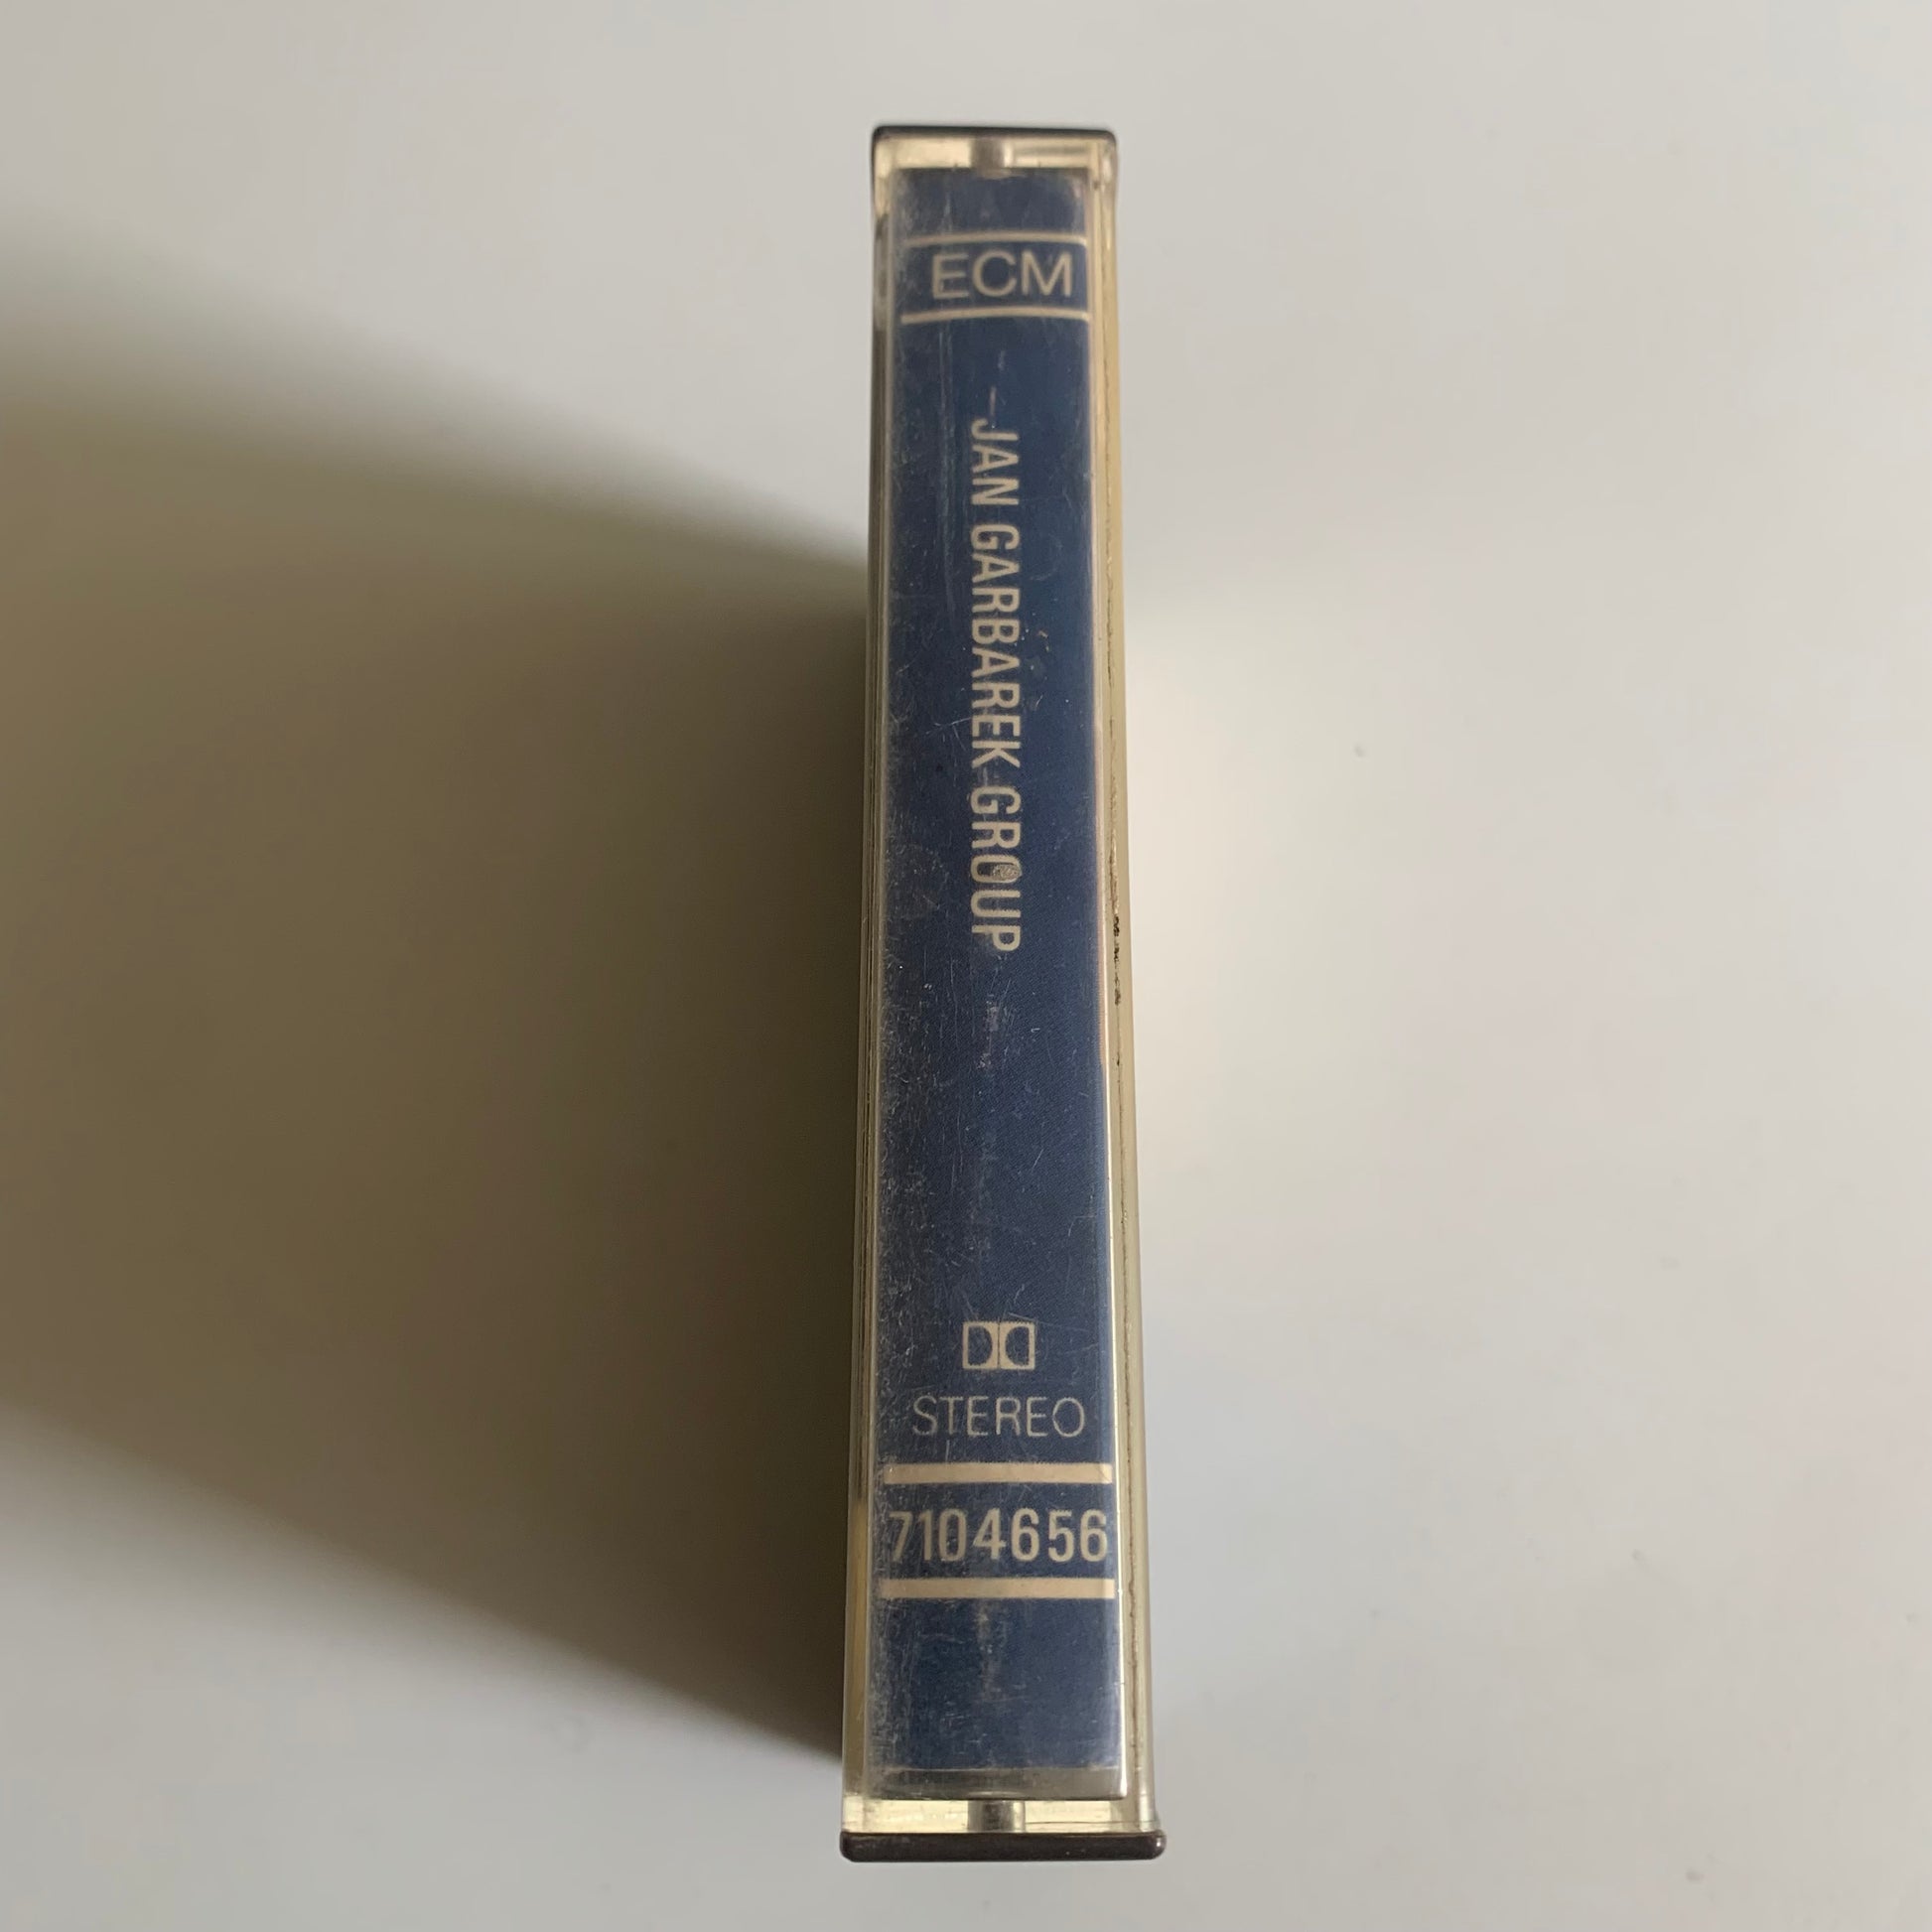 ECM
JAN GARBAREK GROUP
STEREO
7104656